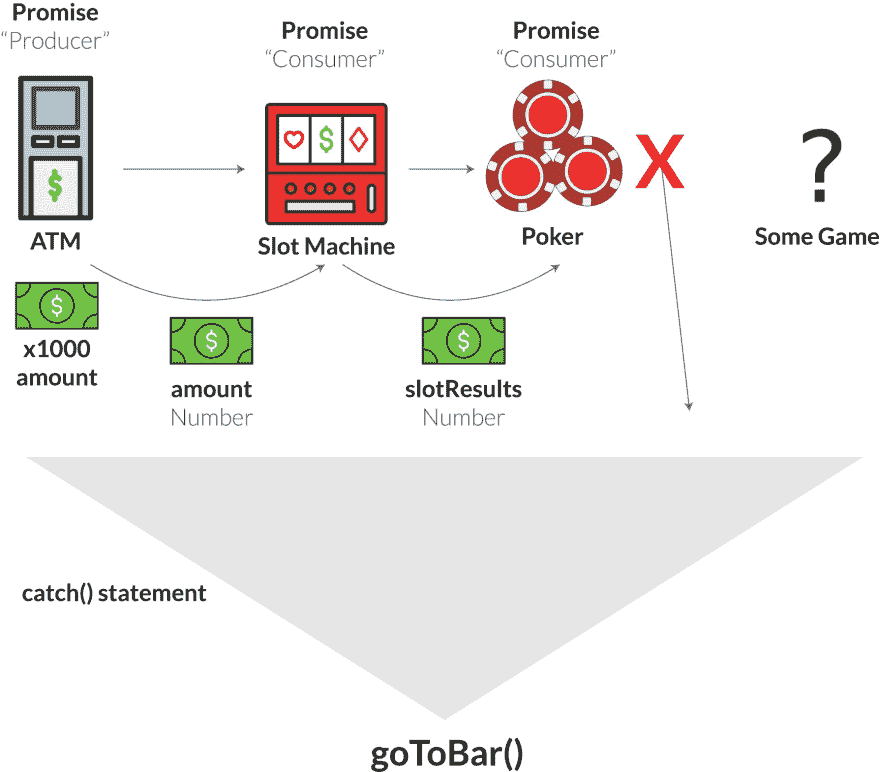 Promise
“Producer”
Promise
“Consumer”
Promise
“Consumer”
$
$
X
?
ATM
Slot Machine
Poker
Some Game
$
x1000
amount
$
amount
Number
$
slotResults
Number
catch() statement
goToBar()